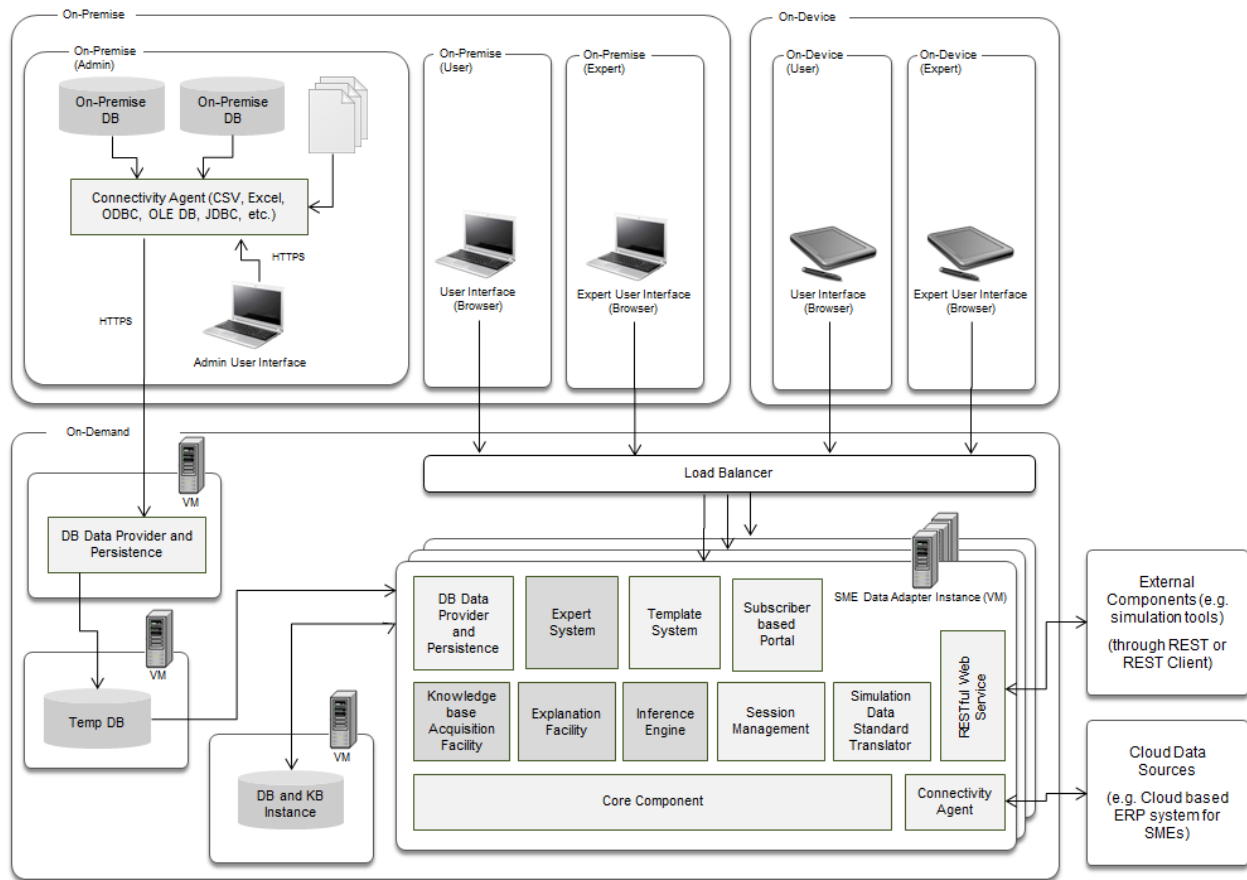 On-Premise
On-Premise
(Admin)
On-Premise
DB
On-Premise
DB
Connectivity Agent (CSV, Excel,
ODBC, OLE DB, JDBC, etc.)
HTTPS
HTTPS
Admin User Interface
On-Premise
(User)
User Interface
(Browser)
On-Premise
(Expert)
Expert User Interface
(Browser)
On-Device
On-Device
(User)
User Interface
(Browser)
On-Device
(Expert)
Expert User Interface
(Browser)
On-Demand
VM
DB Data Provider and
Persistence
VM
Temp DB
VM
DB and KB
Instance
Load Balancer
SME Data Adapter Instance (VM)
DB Data
Provider
and
Persistence
Expert
System
Template
System
Subscriber
based
Portal
Knowledge
base
Acquisition
Facility
Explanation
Facility
Inference
Engine
Session
Management
Simulation
Data
Standard
Translator
RESTful Web
Service
Core Component
Connectivity
Agent
External
Components (e.g.
simulation tools)
(through REST or
REST Client)
Cloud Data
Sources
(e.g. Cloud based
ERP system for
SMEs)